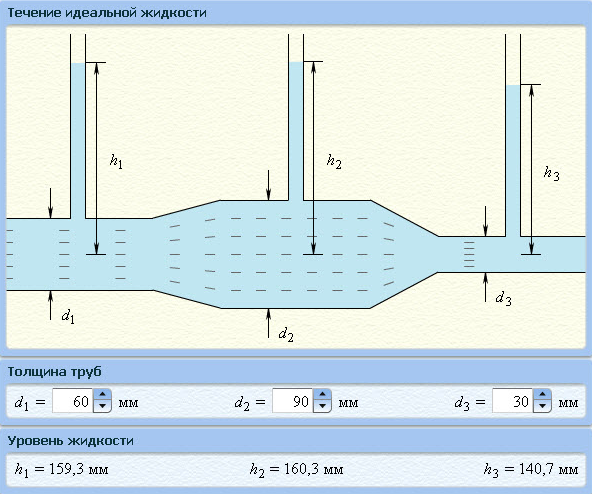 Течение идеальной жидкости
h1
h2
h3
d1
d2
d3
Толщина труб
d1 = 60 мм d2 = 90 мм d3 = 30 мм
Уровень жидкости
h1 = 159,3 мм h2 = 160,3 мм h3 = 140,7 мм